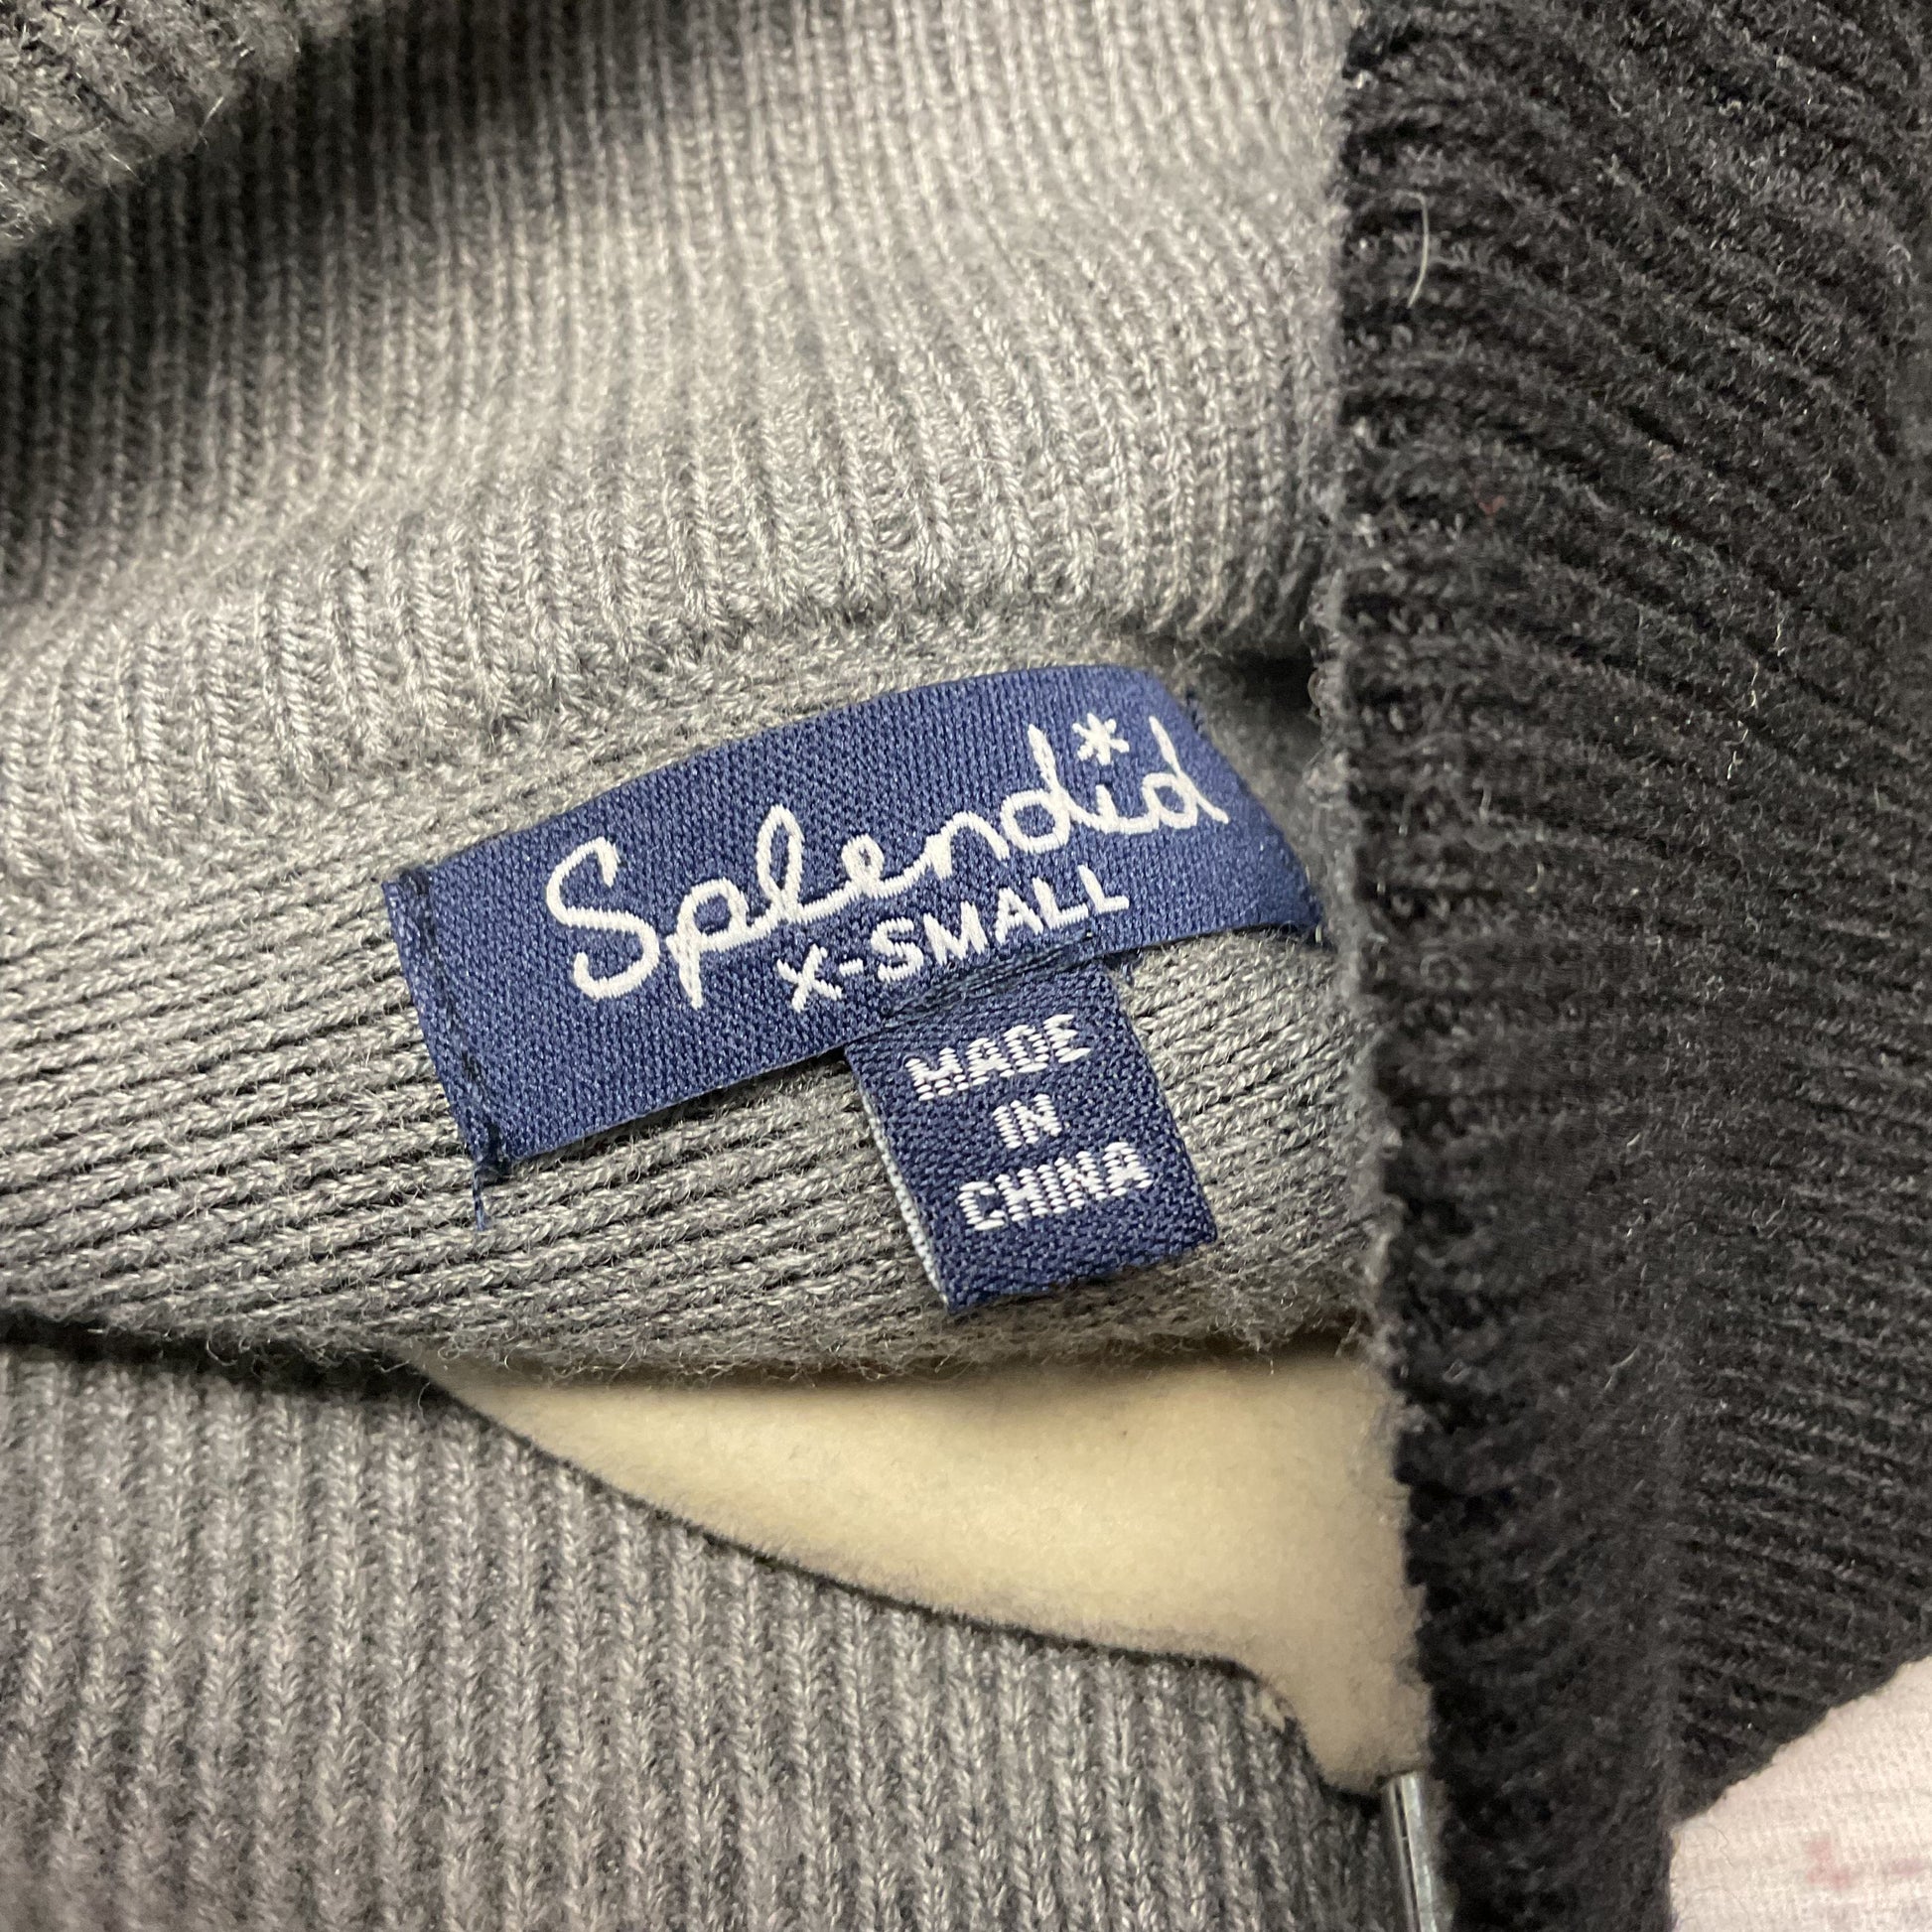 Splendid
X-SMALL
MADE
IN
CHINA